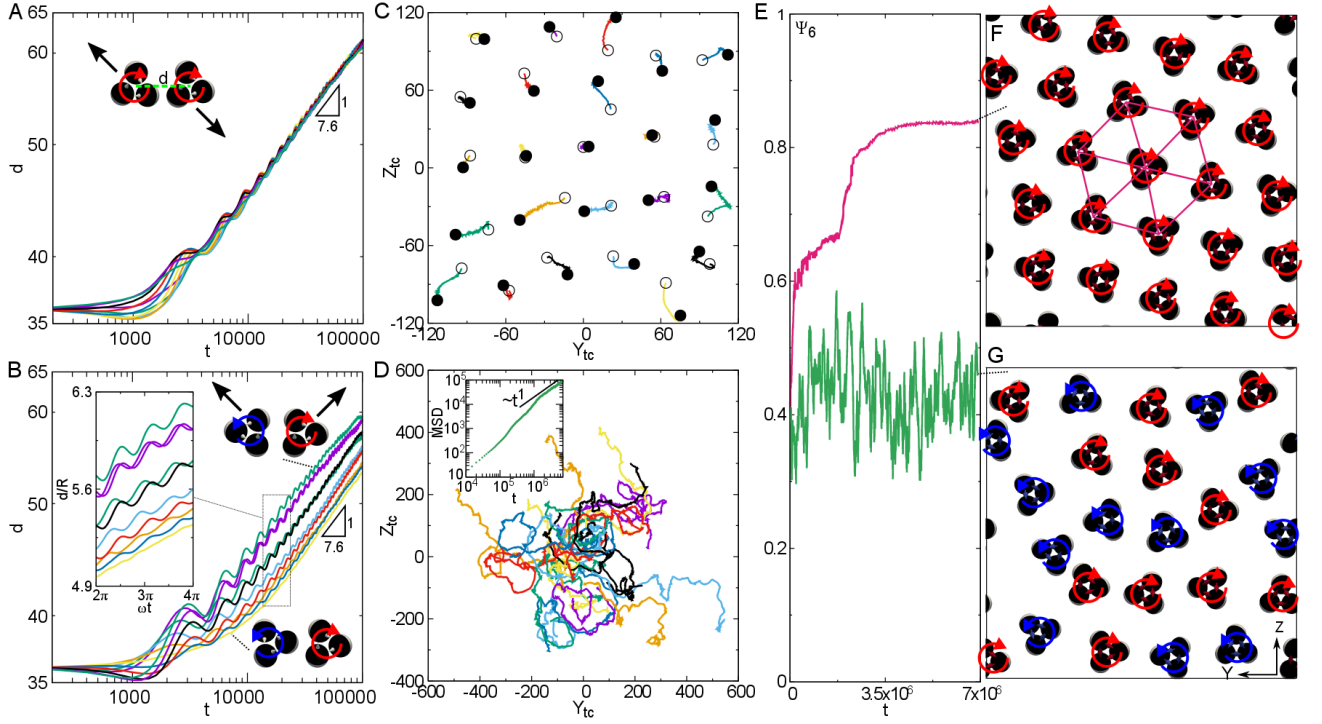 A
65
60
50
40
35
d
d
1
7.6
1000
10000
100000
t
B
65
60
50
40
35
d
6.3
5.6
4.9
d/R
2π
3π
4π
ωt
1
7.6
1000
10000
100000
t
C
120
60
0
-60
-120
Z_tc
-120
-60
0
60
120
Y_tc
D
600
400
200
0
-200
-400
Z_tc
10^5
10^4
10^3
10^2
10
MSD
~t^1
10^4
10^5
10^6
t
-600
-400
-200
0
200
400
600
Y_tc
E
Ψ_6
1
0.8
0.6
0.4
0.2
0
0
3.5x10^6
7x10^6
t
F
G
Z
Y